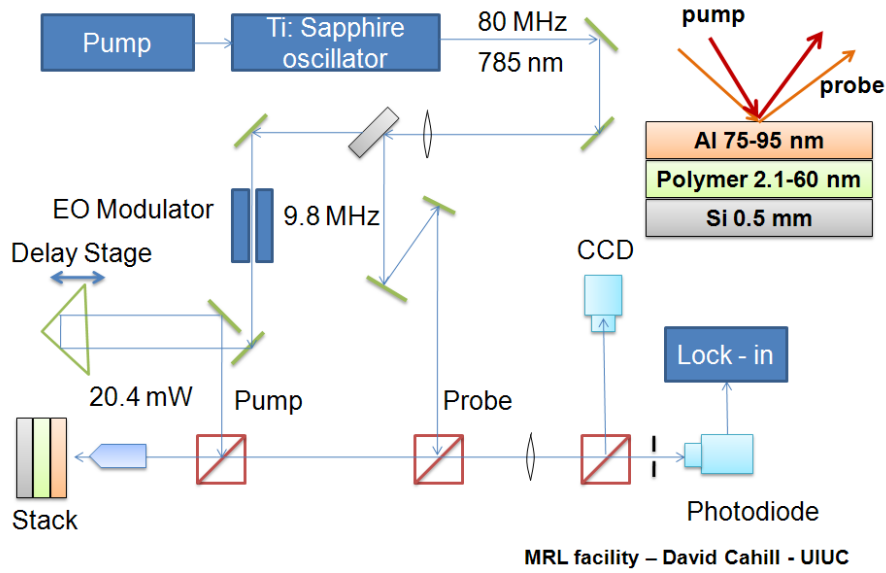 Pump
Ti: Sapphire
oscillator
80 MHz
785 nm
pump
probe
Al 75-95 nm
Polymer 2.1-60 nm
Si 0.5 mm
EO Modulator
9.8 MHz
Delay Stage
CCD
Lock - in
20.4 mW
Pump
Probe
Stack
Photodiode
MRL facility – David Cahill - UIUC